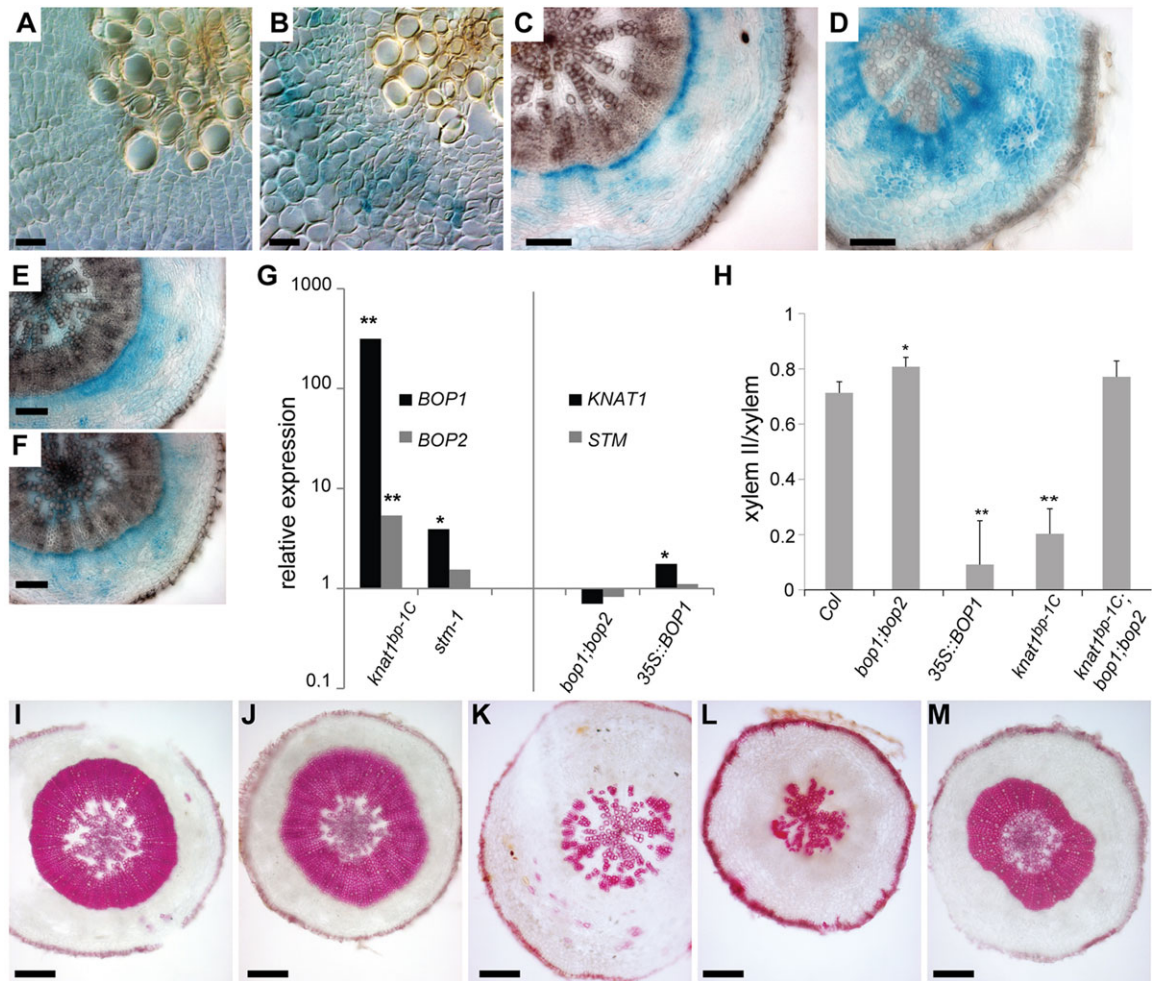 A
B
C
D
E
F
G
1000
100
10
1
0.1
relative expression
**
**
*
*
BOP1
BOP2
KNAT1
STM
knat1bp-1C
stm-1
bop1;bop2
35S::BOP1
H
1
0.8
0.6
0.4
0.2
0
xylem II/xylem
*
**
**
Col
bop1;bop2
35S::BOP1
knat1bp-1C
knat1bp-1C;
bop1;bop2
I
J
K
L
M